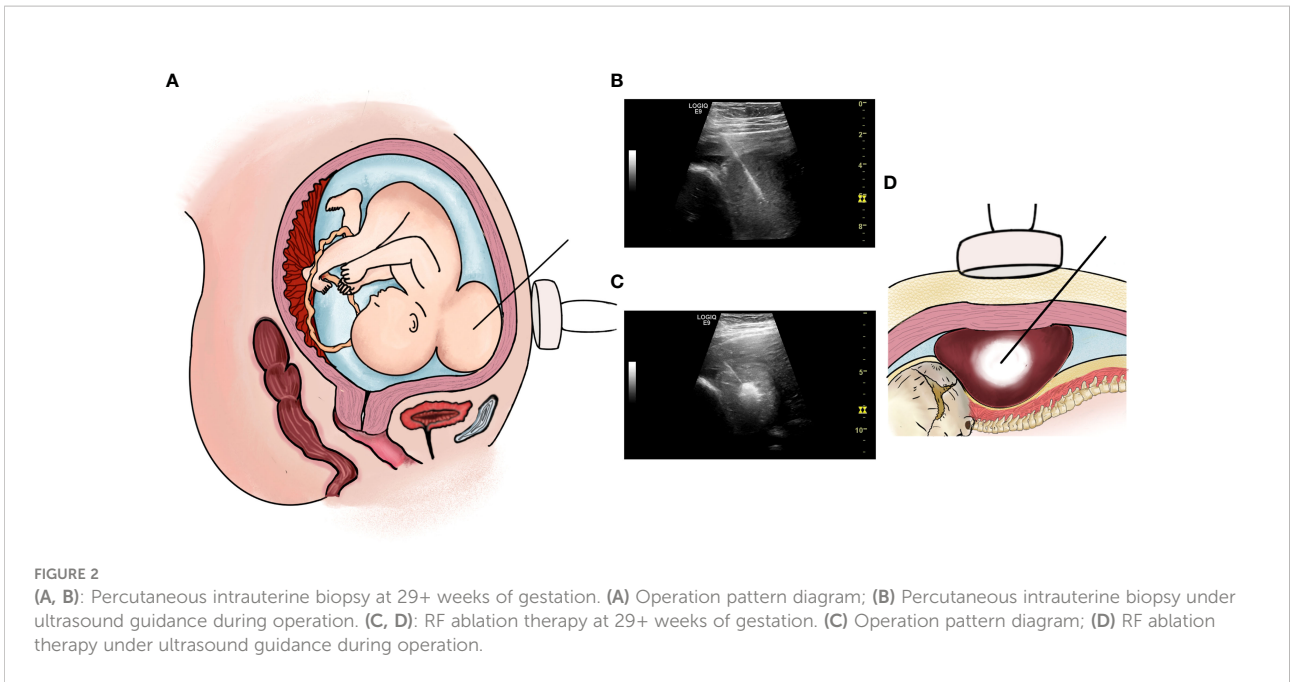 A
B
LOGIQ
E9
0
2
4
6
8
D
C
LOGIQ
E9
5
10
FIGURE 2
(A, B): Percutaneous intrauterine biopsy at 29+ weeks of gestation. (A) Operation pattern diagram; (B) Percutaneous intrauterine biopsy under
ultrasound guidance during operation. (C, D): RF ablation therapy at 29+ weeks of gestation. (C) Operation pattern diagram; (D) RF ablation
therapy under ultrasound guidance during operation.